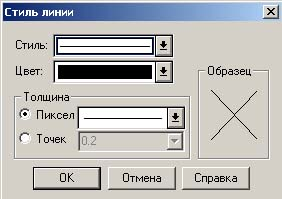 Стиль линии
Стиль:
Цвет:
Образец
Толщина
Пиксел
Точек 0.2
OK Отмена Справка